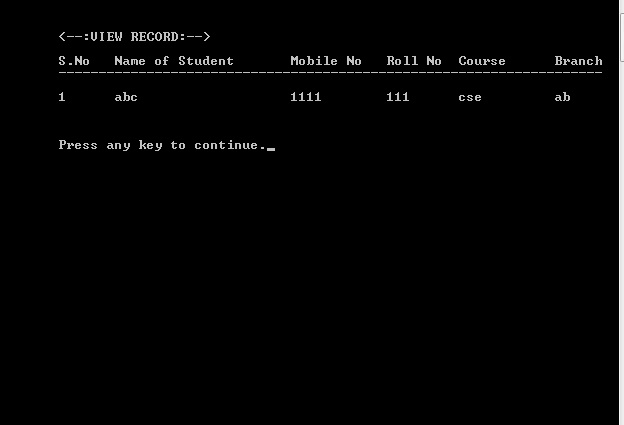 <--:VIEW RECORD:-->
S.No Name of Student Mobile No Roll No Course Branch
1 abc 1111 111 cse ab
Press any key to continue._